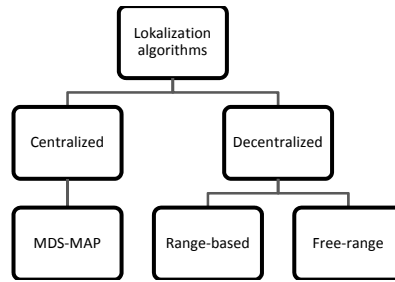 Lokalization
algorithms
Centralized
Decentralized
MDS-MAP
Range-based
Free-range